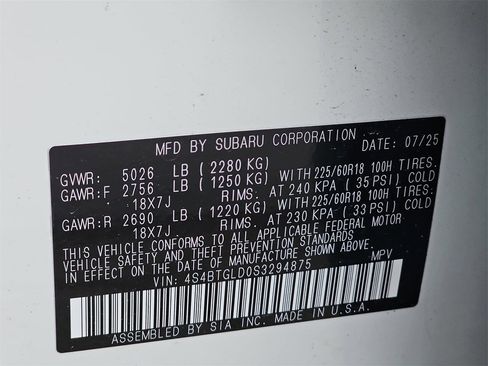 MFD BY SUBARU CORPORATION DATE: 07/25
GVWR: 5026 LB (2280 KG)
GAWR:F 2756 LB (1250 KG) WITH 225/60R18 100H TIRES.
18X7J RIMS. AT 240 KPA (35 PSI) COLD
GAWR:R 2690 LB (1220 KG) WITH 225/60R18 100H TIRES.
18X7J RIMS. AT 230 KPA (33 PSI) COLD
THIS VEHICLE CONFORMS TO ALL APPLICABLE FEDERAL MOTOR
VEHICLE SAFETY, BUMPER, AND THEFT PREVENTION STANDARDS
IN EFFECT ON THE DATE OF MANUFACTURE SHOWN ABOVE.
VIN: 4S4BTGLD0S3294875 MPV
ASSEMBLED BY SIA INC. MADE IN U.S.A.